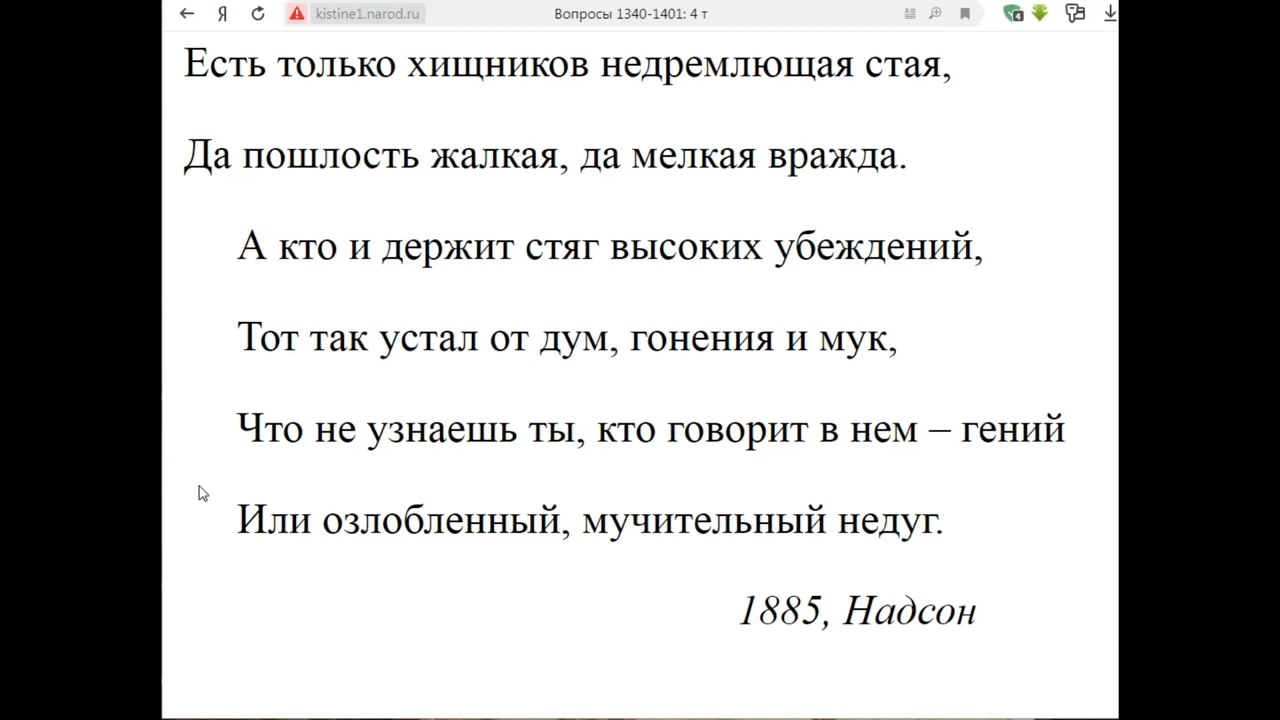 Я
kistine1.narod.ru
Вопросы 1340-1401: 4 т
4
Есть только хищников недремлющая стая,
Да пошлость жалкая, да мелкая вражда.
А кто и держит стяг высоких убеждений,
Тот так устал от дум, гонения и мук,
Что не узнаешь ты, кто говорит в нем – гений
Или озлобленный, мучительный недуг.
1885, Надсон